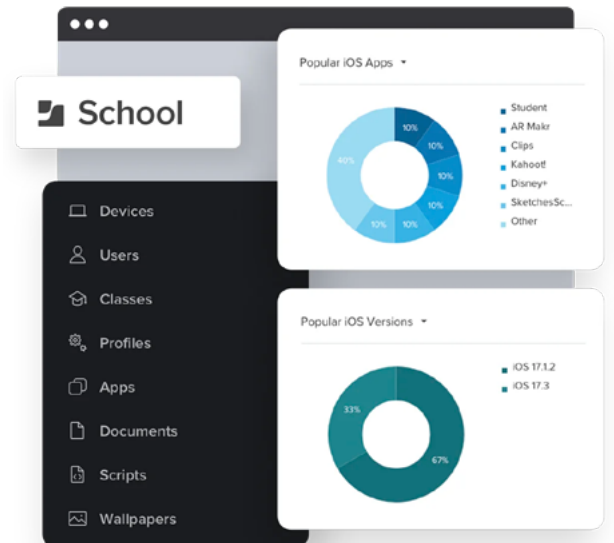 School
Devices
Users
Classes
Profiles
Apps
Documents
Scripts
Wallpapers
Popular iOS Apps
10%
10%
10%
10%
10%
10%
40%
Student
AR Makr
Clips
Kahoot!
Disney+
SketchesSc...
Other
Popular iOS Versions
33%
67%
iOS 17.1.2
iOS 17.3